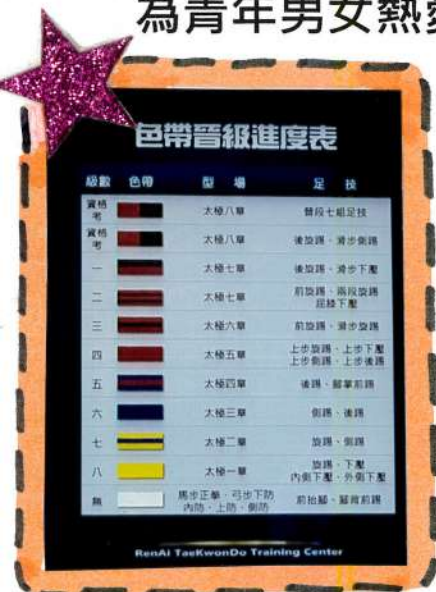 為青年男女熱
色帶晉級進度表
級數 色帶 型場 足技
資格考 太極八章 晉段七組足技
資格考 太極八章 後旋踢、滑步側踢
一 太極七章 後旋踢、滑步下壓
二 太極七章 前旋踢、兩段旋踢
屈膝下壓
三 太極六章 前旋踢、滑步旋踢
四 太極五章 上步旋踢、上步下壓
上步側踢、上步後踢
五 太極四章 後踢、腳掌前踢
六 太極三章 側踢、後踢
七 太極二章 旋踢、側踢
八 太極一章 旋踢、下壓
內側下壓、外側下壓
無 馬步正拳、弓步下防 前抬腳、腳背前踢
內防、上防、側防
RenAi TaeKwonDo Training Center